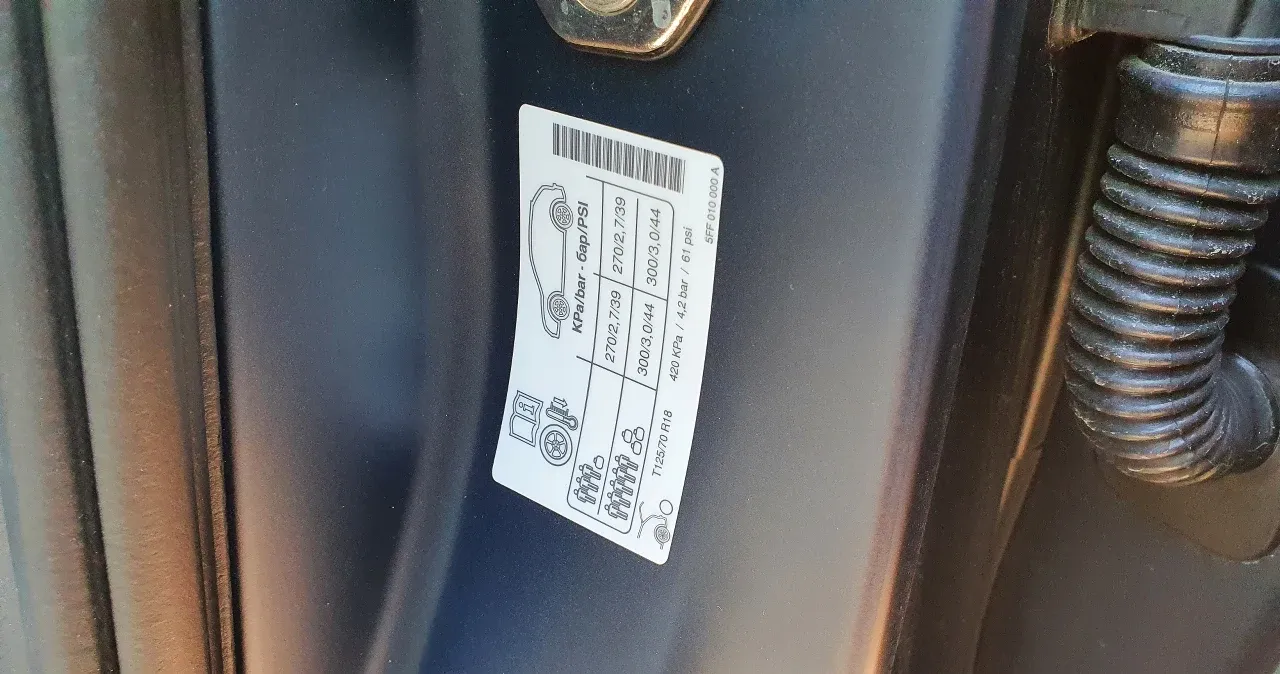 KPa/bar - бар/PSI
270/2,7/39 270/2,7/39
300/3,0/44 300/3,0/44
T125/70 R18 420 KPa / 4,2 bar / 61 psi
5FF 010 000 A